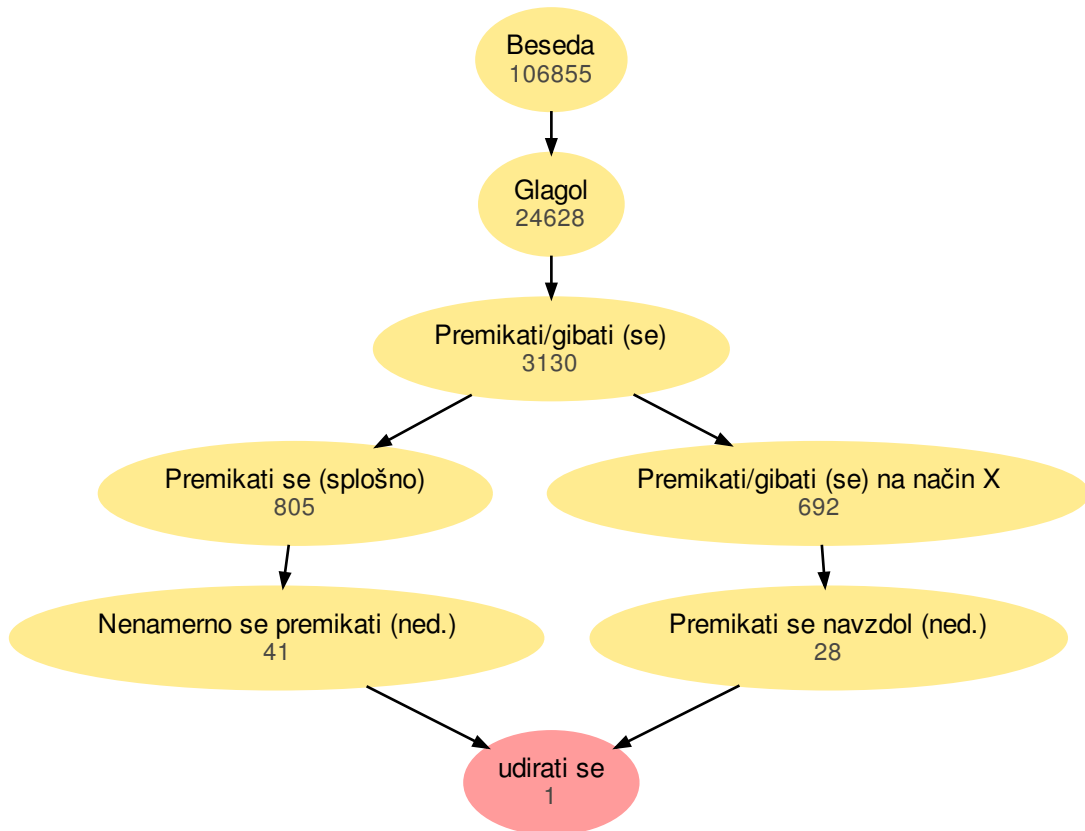 Beseda
106855
Glagol
24628
Premikati/gibati (se)
3130
Premikati se (splošno)
805
Premikati/gibati (se) na način X
692
Nenamerno se premikati (ned.)
41
Premikati se navzdol (ned.)
28
udirati se
1